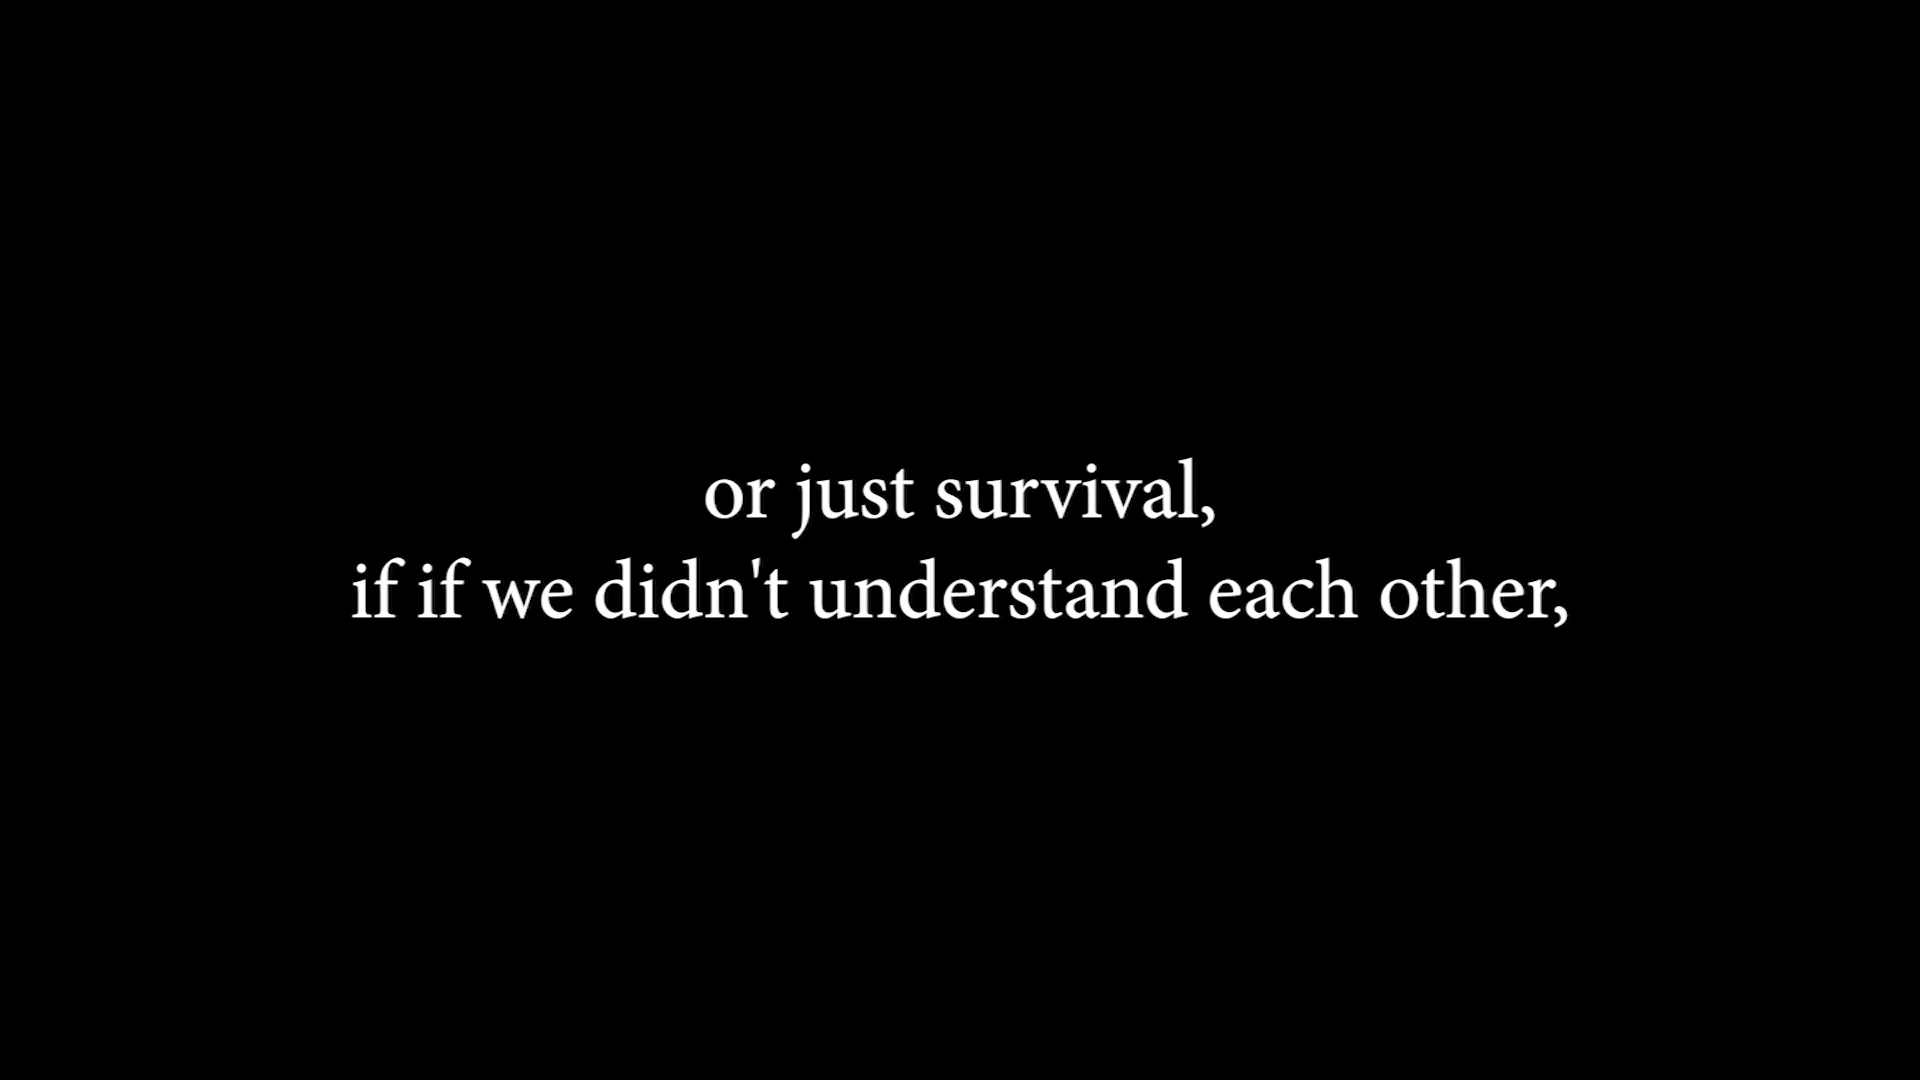 or just survival,
if if we didn't understand each other,